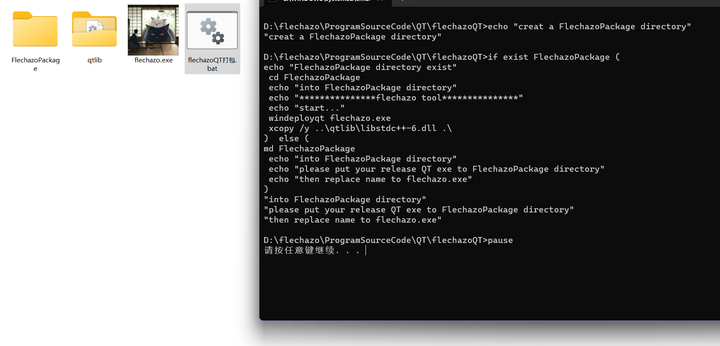 FlechazoPackage
qtlib
flechazo.exe
flechazoQT打包.bat
D:\flechazo\ProgramSourceCode\QT\flechazoQT>echo "creat a FlechazoPackage directory"
"creat a FlechazoPackage directory"
D:\flechazo\ProgramSourceCode\QT\flechazoQT>if exist FlechazoPackage (
echo "FlechazoPackage directory exist"
cd FlechazoPackage
echo "into FlechazoPackage directory"
echo "***************flechazo tool***************"
echo "start..."
windeployqt flechazo.exe
xcopy /y ..\qtlib\libstdc++-6.dll .\
)  else (
md FlechazoPackage
echo "into FlechazoPackage directory"
echo "please put your release QT exe to FlechazoPackage directory"
echo "then replace name to flechazo.exe"
)
"into FlechazoPackage directory"
"please put your release QT exe to FlechazoPackage directory"
"then replace name to flechazo.exe"
D:\flechazo\ProgramSourceCode\QT\flechazoQT>pause
请按任意键继续. . .